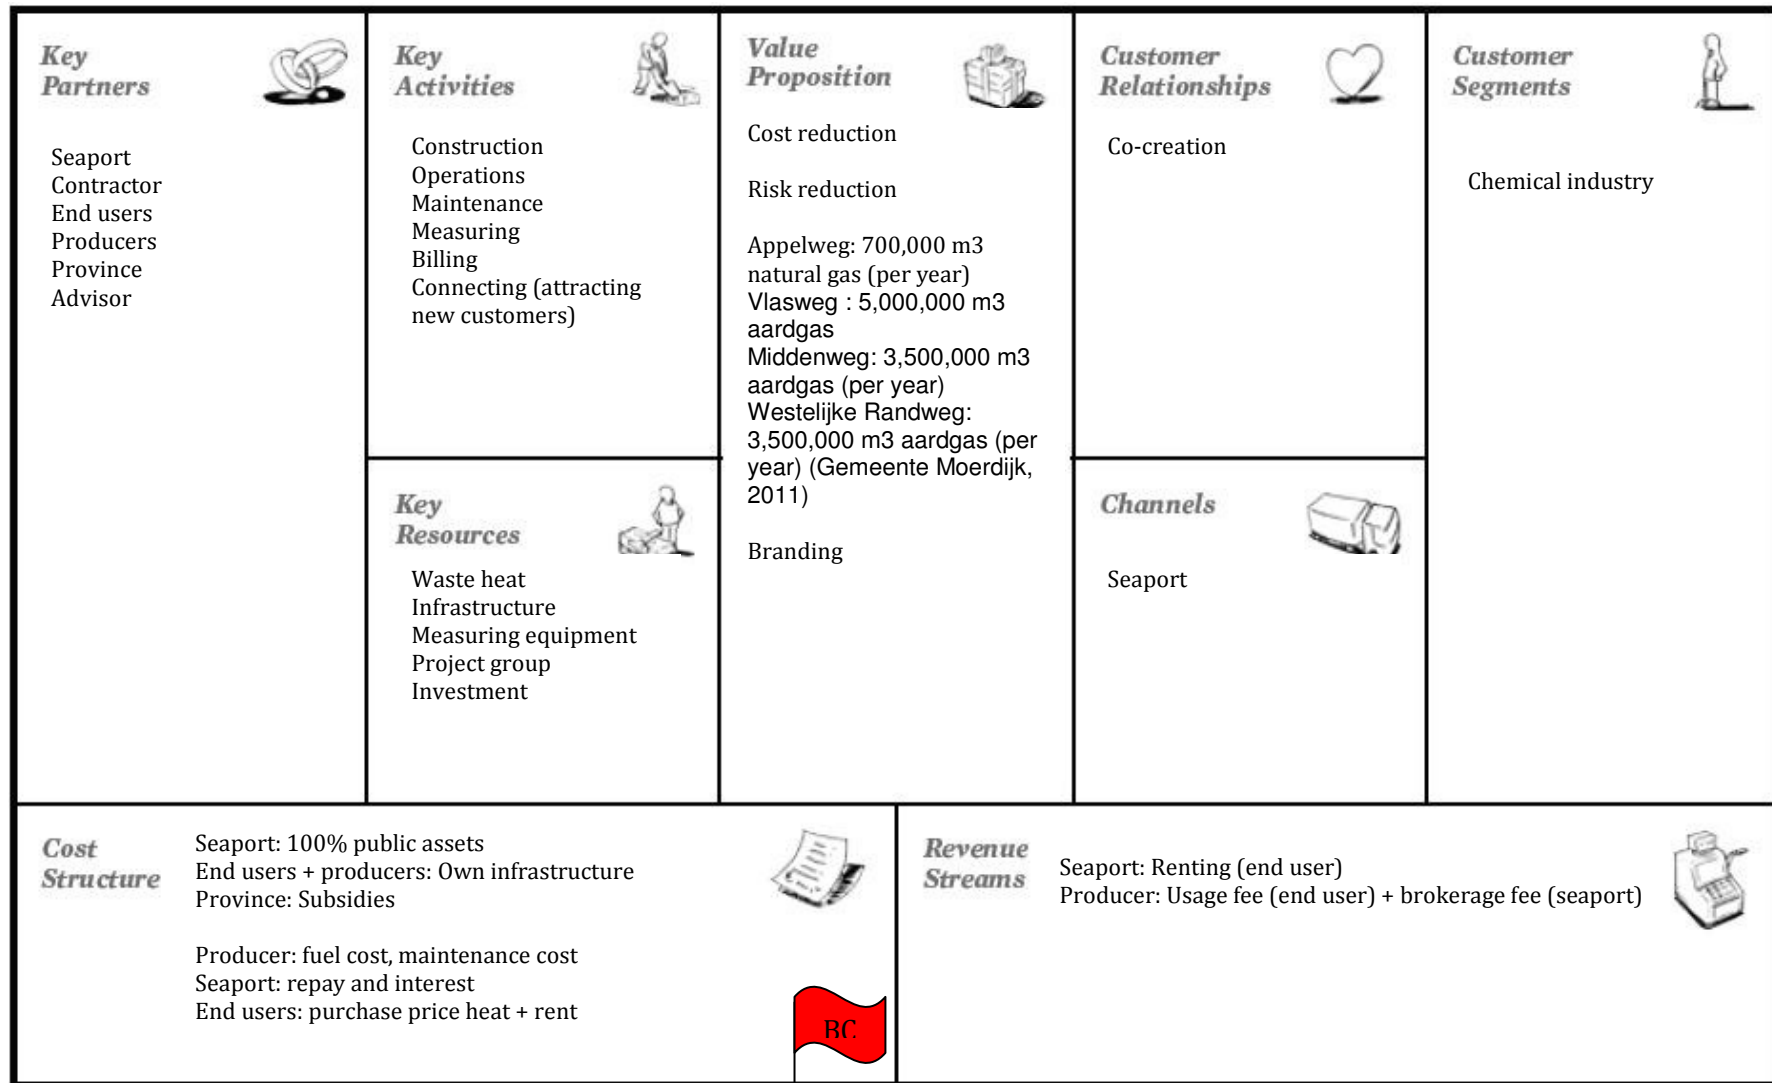 Key
Partners
Seaport
Contractor
End users
Producers
Province
Advisor
Key
Activities
Construction
Operations
Maintenance
Measuring
Billing
Connecting (attracting
new customers)
Key
Resources
Waste heat
Infrastructure
Measuring equipment
Project group
Investment
Value
Proposition
Cost reduction
Risk reduction
Appelweg: 700,000 m3
natural gas (per year)
Vlasweg : 5,000,000 m3
aardgas
Middenweg: 3,500,000 m3
aardgas (per year)
Westelijke Randweg:
3,500,000 m3 aardgas (per
year) (Gemeente Moerdijk,
2011)
Branding
Customer
Relationships
Co-creation
Channels
Seaport
Customer
Segments
Chemical industry
Cost
Structure
Seaport: 100% public assets
End users + producers: Own infrastructure
Province: Subsidies
Producer: fuel cost, maintenance cost
Seaport: repay and interest
End users: purchase price heat + rent
BC
Revenue
Streams
Seaport: Renting (end user)
Producer: Usage fee (end user) + brokerage fee (seaport)